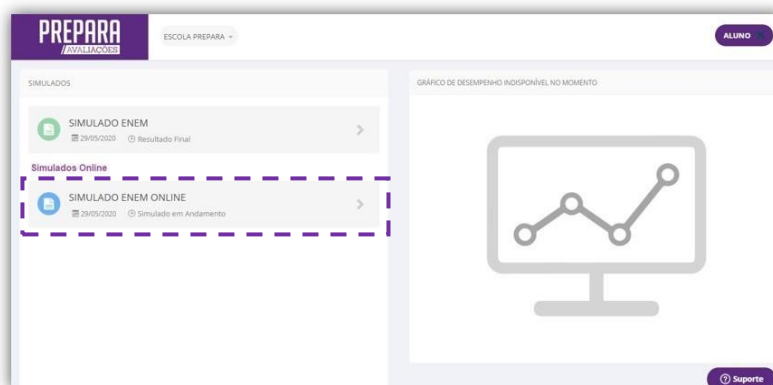 PREPARA
/AVALIAÇÕES
ESCOLA PREPARA
ALUNO
SIMULADOS
SIMULADO ENEM
29/05/2020 Resultado Final
Simulados Online
SIMULADO ENEM ONLINE
29/05/2020 Simulado em Andamento
GRÁFICO DE DESEMPENHO INDISPONÍVEL NO MOMENTO
Suporte